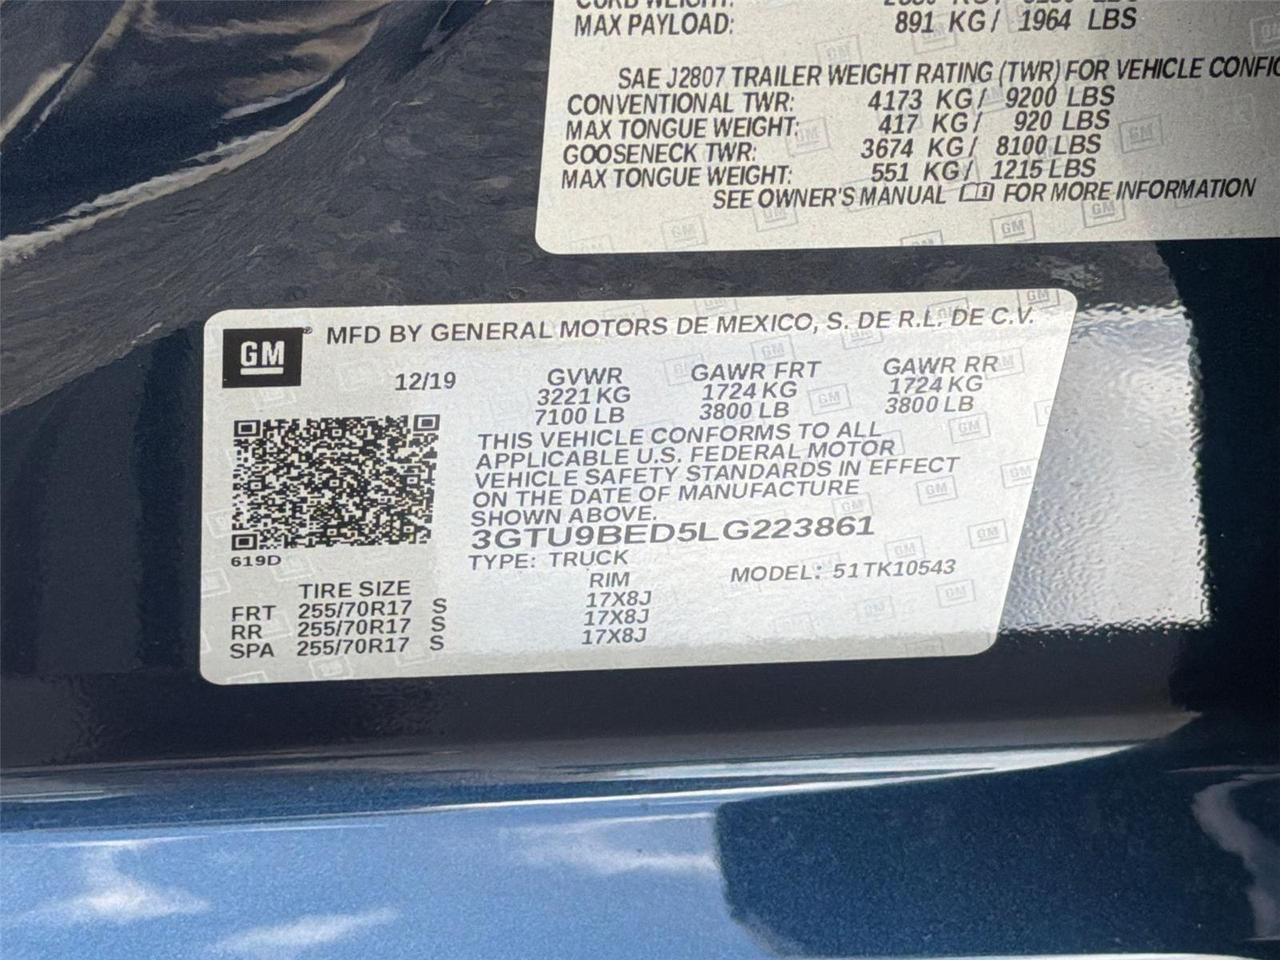 CURB WEIGHT:
MAX PAYLOAD: 891 KG/ 1964 LBS
SAE J2807 TRAILER WEIGHT RATING (TWR) FOR VEHICLE CONFIG
CONVENTIONAL TWR: 4173 KG/ 9200 LBS
MAX TONGUE WEIGHT: 417 KG/ 920 LBS
GOOSENECK TWR: 3674 KG/ 8100 LBS
MAX TONGUE WEIGHT: 551 KG/ 1215 LBS
SEE OWNER'S MANUAL FOR MORE INFORMATION
GM® MFD BY GENERAL MOTORS DE MEXICO, S. DE R.L. DE C.V.
12/19 GVWR GAWR FRT GAWR RR
3221 KG 1724 KG 1724 KG
7100 LB 3800 LB 3800 LB
THIS VEHICLE CONFORMS TO ALL
APPLICABLE U.S. FEDERAL MOTOR
VEHICLE SAFETY STANDARDS IN EFFECT
ON THE DATE OF MANUFACTURE
SHOWN ABOVE.
3GTU9BED5LG223861
619D TYPE: TRUCK MODEL: 51TK10543
TIRE SIZE RIM
FRT 255/70R17 S 17X8J
RR 255/70R17 S 17X8J
SPA 255/70R17 S 17X8J